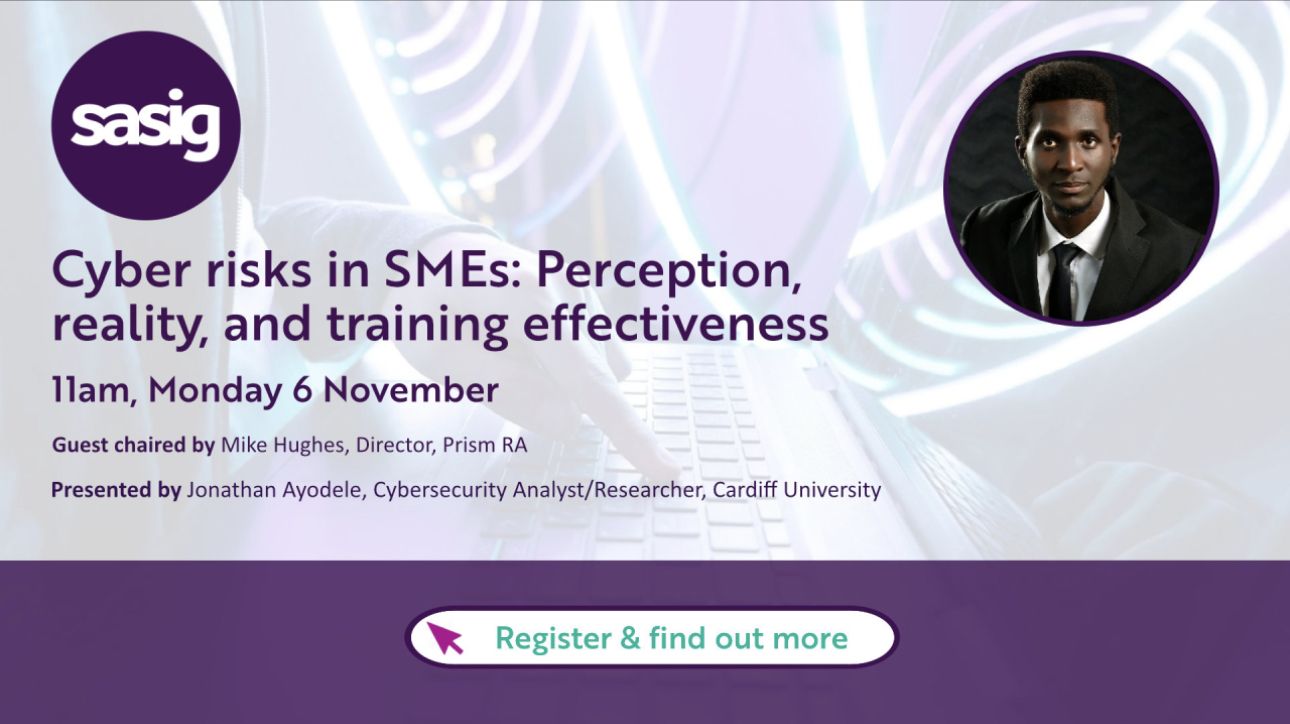 sasig
Cyber risks in SMEs: Perception,
reality, and training effectiveness
11am, Monday 6 November
Guest chaired by Mike Hughes, Director, Prism RA
Presented by Jonathan Ayodele, Cybersecurity Analyst/Researcher, Cardiff University
Register & find out more